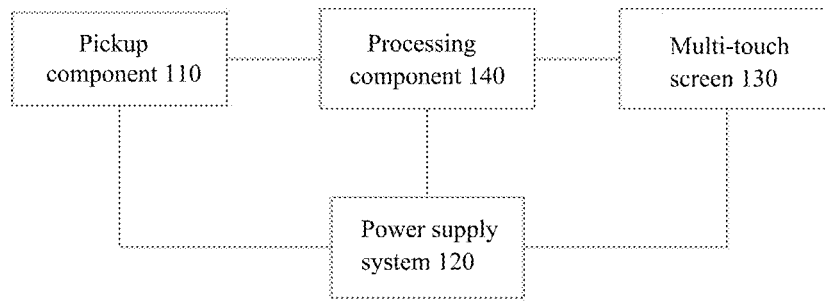 Pickup
component 110
Processing
component 140
Multi-touch
screen 130
Power supply
system 120